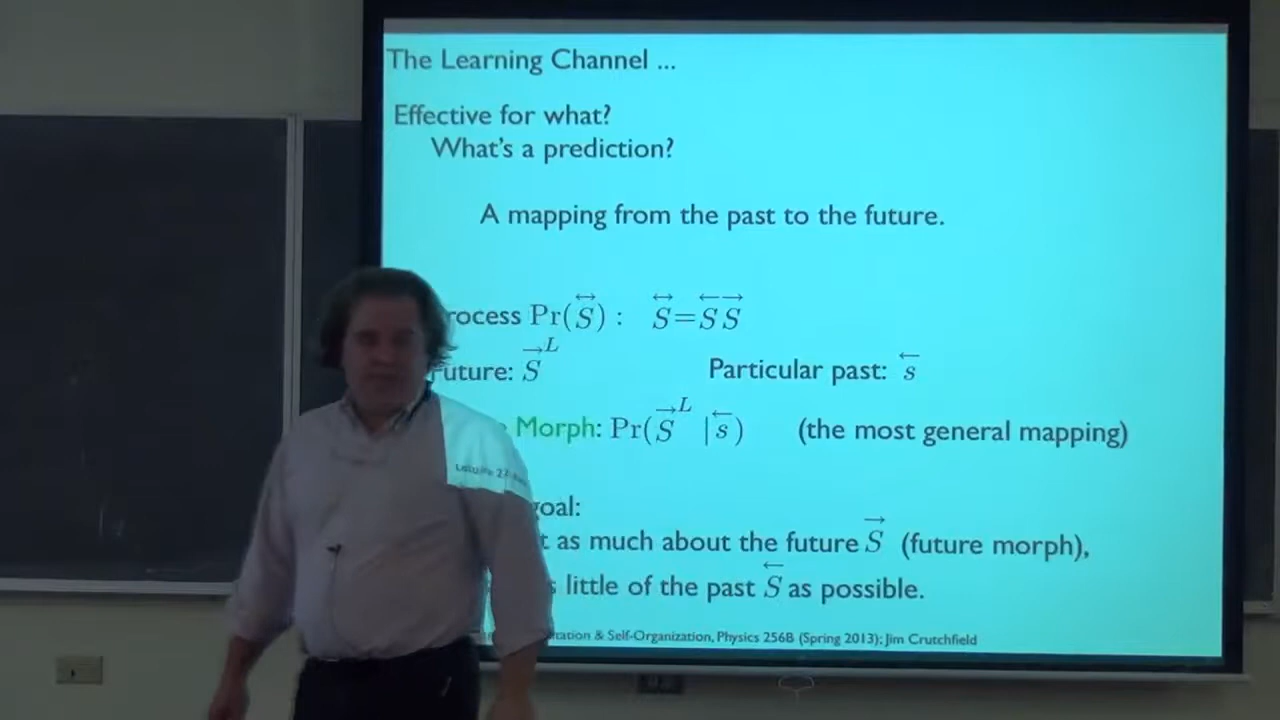 The Learning Channel ...
Effective for what?
What's a prediction?
A mapping from the past to the future.
rocess Pr(S⃡) : S⃡=S⃖S⃗
Future: S⃗^L Particular past: s⃖
Morph: Pr(S⃗^L |s⃖) (the most general mapping)
goal:
t as much about the future S⃗ (future morph),
s little of the past S⃖ as possible.
ation & Self-Organization, Physics 256B (Spring 2013); Jim Crutchfield